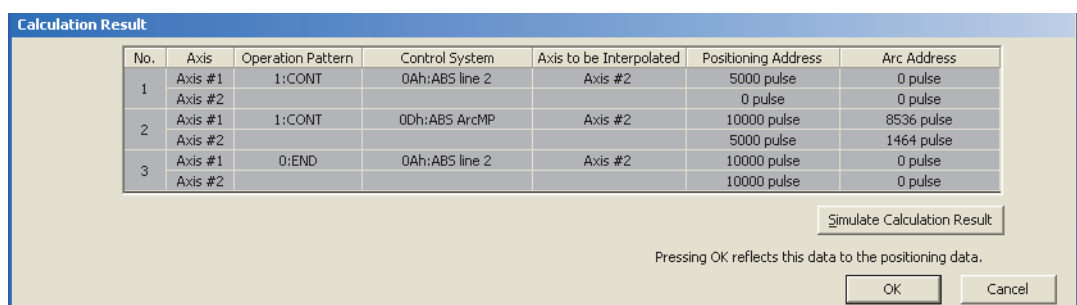 Calculation Result
No. Axis Operation Pattern Control System Axis to be Interpolated Positioning Address Arc Address
1 Axis #1 1:CONT 0Ah:ABS line 2 Axis #2 5000 pulse 0 pulse
Axis #2 0 pulse 0 pulse
2 Axis #1 1:CONT 0Dh:ABS ArcMP Axis #2 10000 pulse 8536 pulse
Axis #2 5000 pulse 1464 pulse
3 Axis #1 0:END 0Ah:ABS line 2 Axis #2 10000 pulse 0 pulse
Axis #2 10000 pulse 0 pulse
Simulate Calculation Result
Pressing OK reflects this data to the positioning data.
OK Cancel